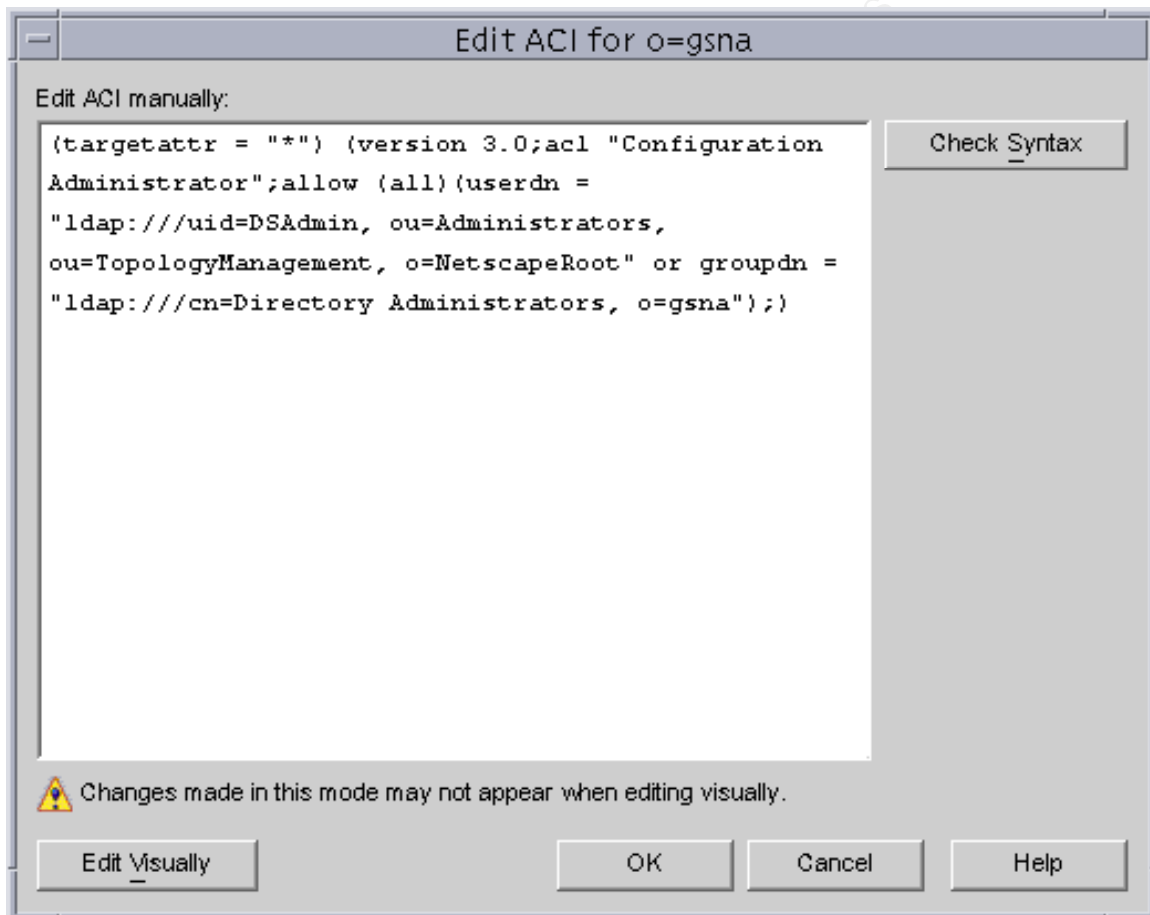 Edit ACI for o=gsna
Edit ACI manually:
(targetattr = "*") (version 3.0;acl "Configuration
Administrator";allow (all)(userdn =
"ldap:///uid=DSAdmin, ou=Administrators,
ou=TopologyManagement, o=NetscapeRoot" or groupdn =
"ldap:///cn=Directory Administrators, o=gsna");)
Check Syntax
Changes made in this mode may not appear when editing visually.
Edit Visually
OK
Cancel
Help